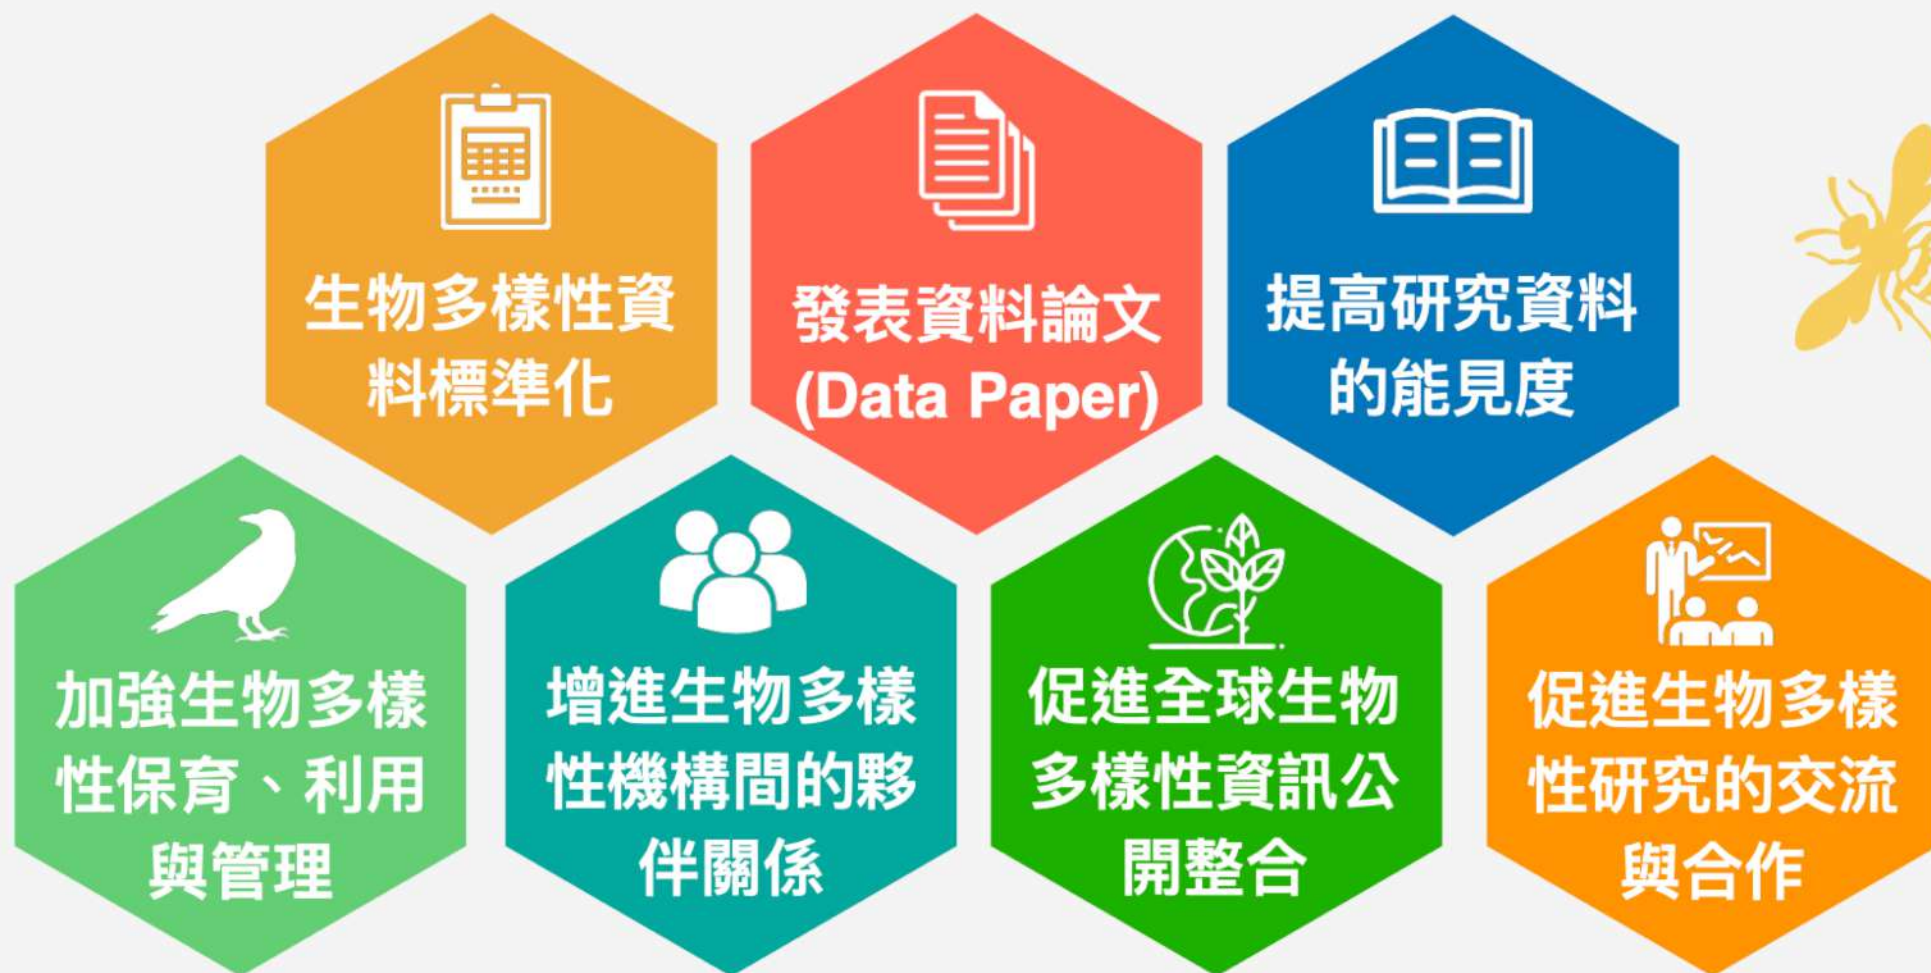 生物多樣性資
料標準化
發表資料論文
(Data Paper)
提高研究資料
的能見度
加強生物多樣
性保育、利用
與管理
增進生物多樣
性機構間的夥
伴關係
促進全球生物
多樣性資訊公
開整合
促進生物多樣
性研究的交流
與合作